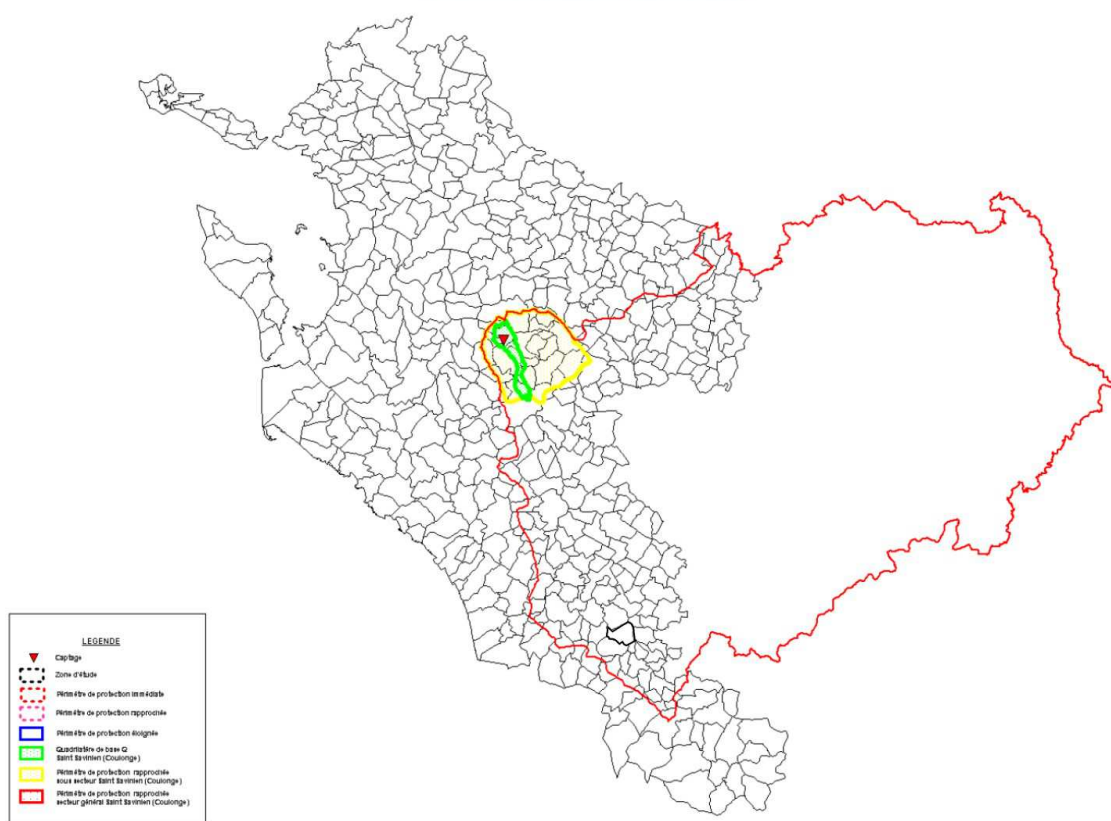 LEGENDE
Captage
Zone d'étude
Périmètre de protection immédiate
Périmètre de protection rapprochée
Périmètre de protection éloignée
Quadrilatère de base Q
Saint Savinien (Coulonge)
Périmètre de protection rapprochée
sous secteur Saint Savinien (Coulonge)
Périmètre de protection rapprochée
secteur général Saint Savinien (Coulonge)